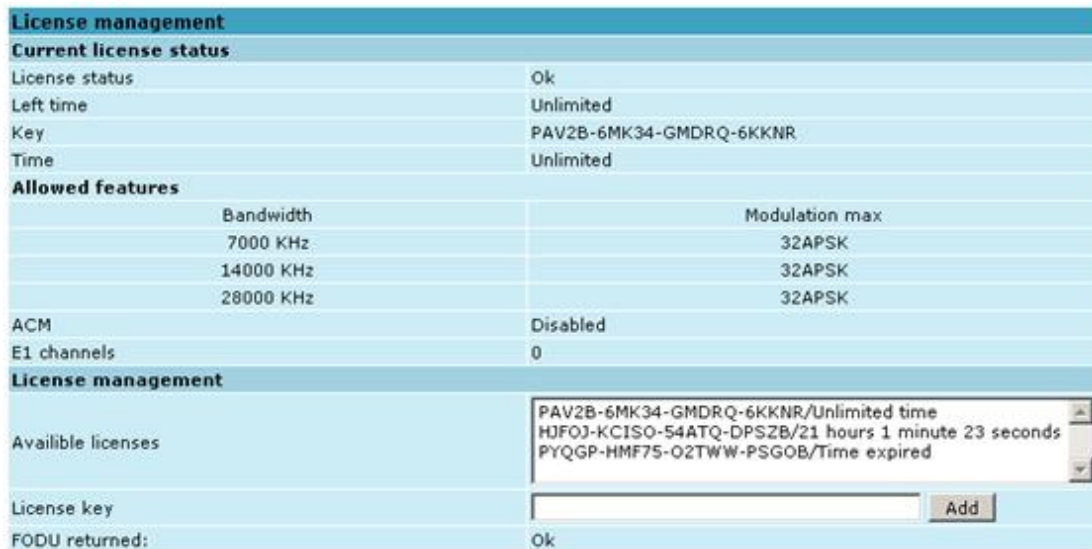 License management
Current license status
License status Ok
Left time Unlimited
Key PAV2B-6MK34-GMDRQ-6KKNR
Time Unlimited
Allowed features
Bandwidth Modulation max
7000 KHz 32APSK
14000 KHz 32APSK
28000 KHz 32APSK
ACM Disabled
E1 channels 0
License management
Availible licenses
PAV2B-6MK34-GMDRQ-6KKNR/Unlimited time
HJFOJ-KCISO-54ATQ-DPSZB/21 hours 1 minute 23 seconds
PYQGP-HMF75-O2TWW-PSGOB/Time expired
License key Add
FODU returned: Ok